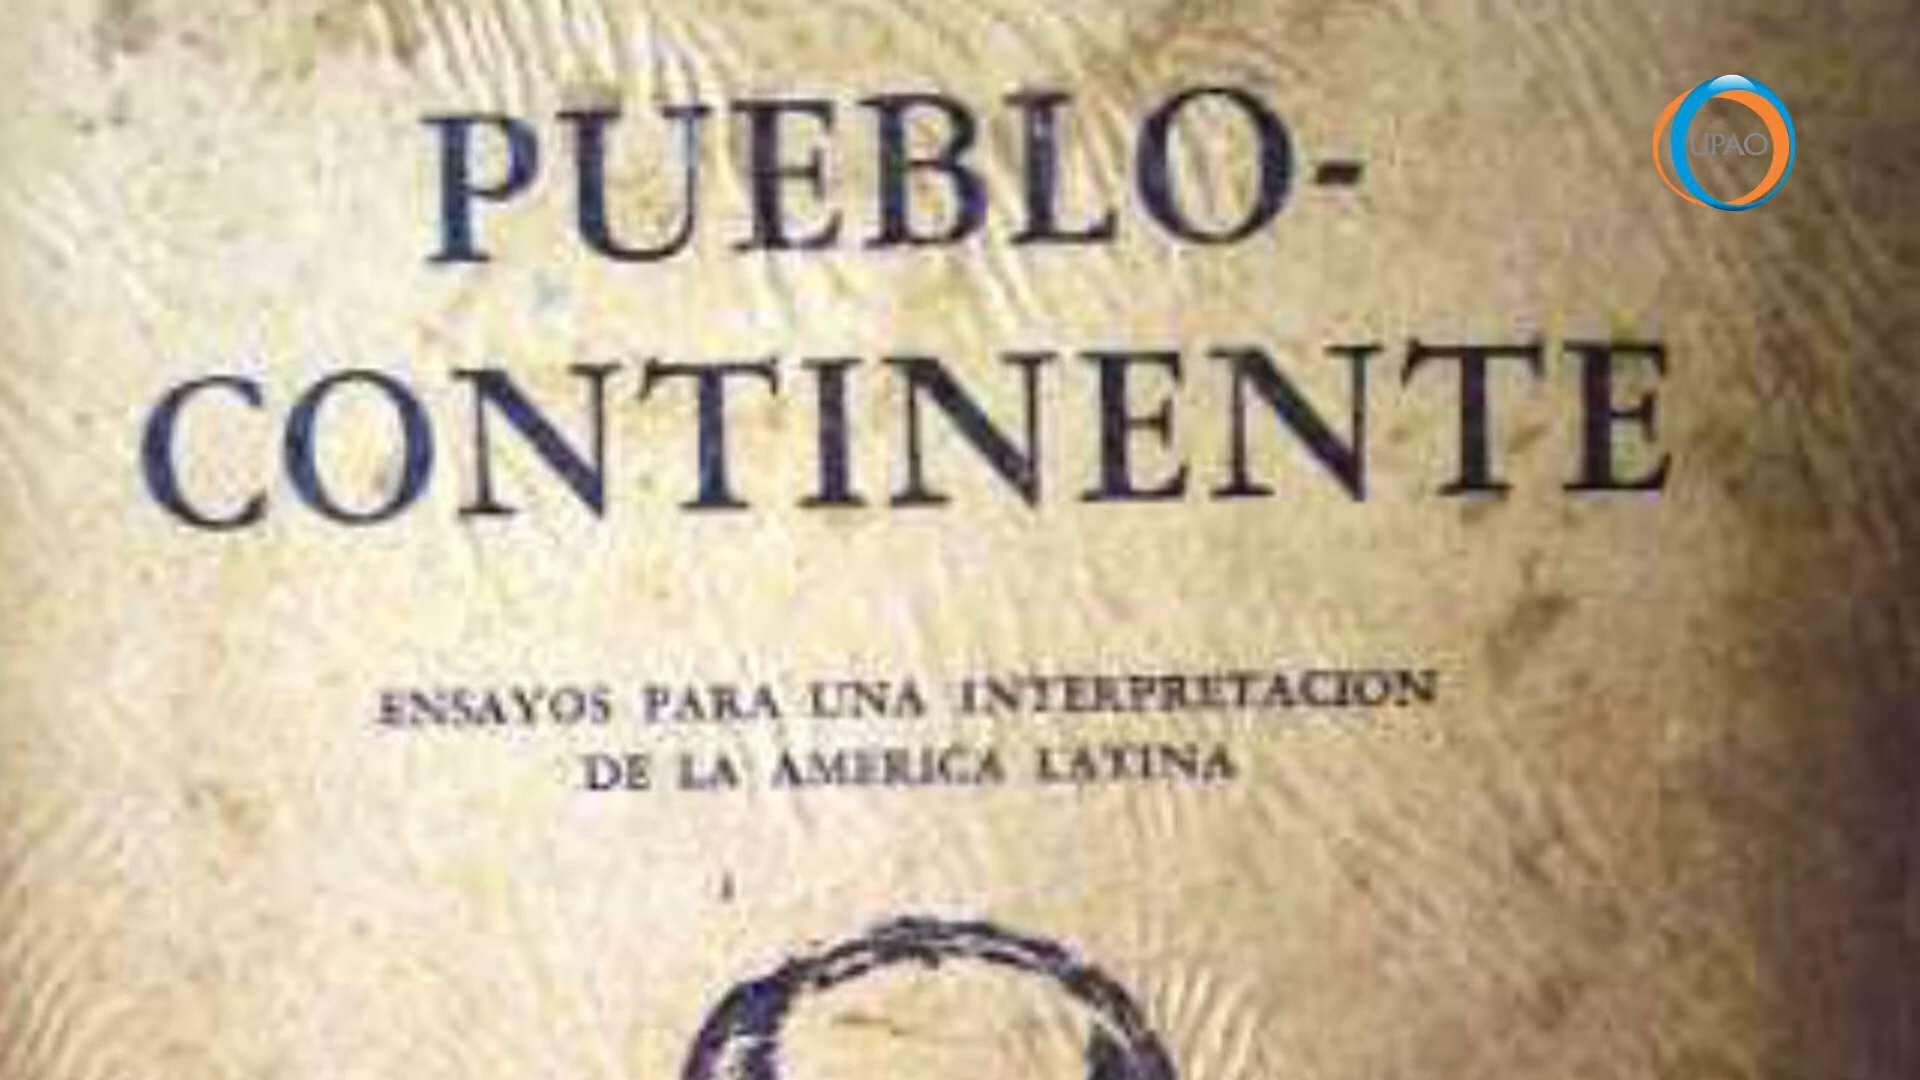 PUEBLO-
CONTINENTE
ENSAYOS PARA UNA INTERPRETACION
DE LA AMERICA LATINA
UPAO